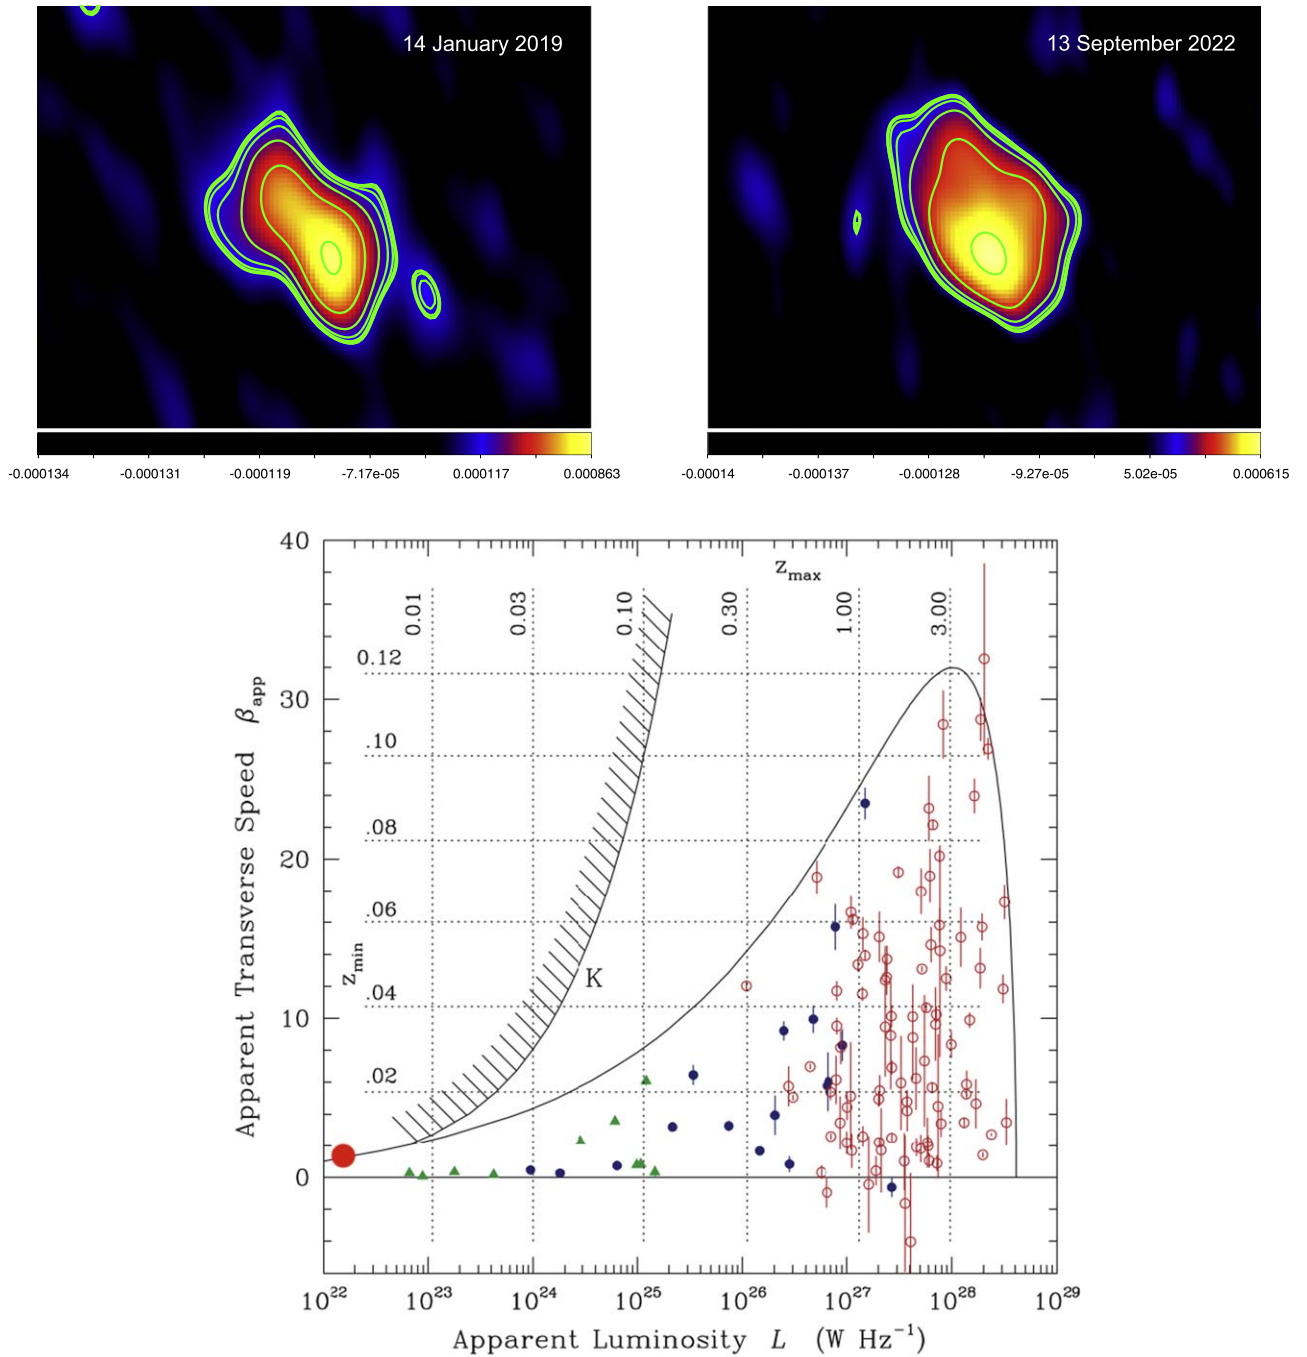 14 January 2019
13 September 2022
-0.000134 -0.000131 -0.000119 -7.17e-05 0.000117 0.000863
-0.00014 -0.000137 -0.000128 -9.27e-05 5.02e-05 0.000615
40
30
20
10
0
Apparent Transverse Speed β_app
z_max
0.01 0.03 0.10 0.30 1.00 3.00
0.12
.10
.08
.06
.04
.02
z_min
K
10^22 10^23 10^24 10^25 10^26 10^27 10^28 10^29
Apparent Luminosity L (W Hz^−1)